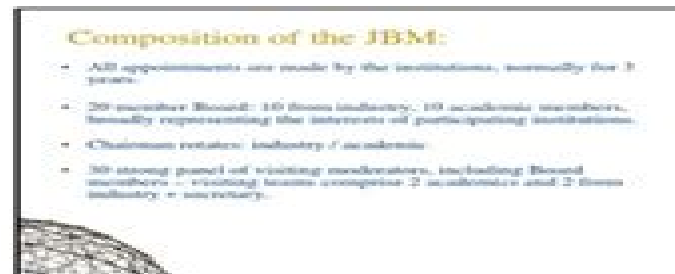 Composition of the JBM:
• All appointments are made by the institutions, normally for 3
years.
• 20 member Board: 10 from industry, 10 academic members,
broadly representing the interests of participating institutions.
• Chairman rotates: industry / academic
• 30 strong panel of visiting moderators, including Board
members - visiting teams comprise 2 academics and 2 from
industry + secretary.